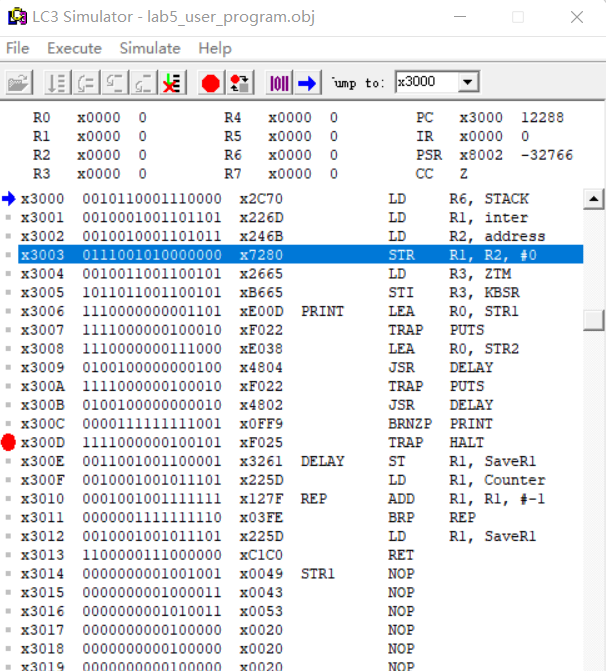 LC3 Simulator - lab5_user_program.obj
File Execute Simulate Help
Jump to: x3000
R0 x0000 0 R4 x0000 0 PC x3000 12288
R1 x0000 0 R5 x0000 0 IR x0000 0
R2 x0000 0 R6 x0000 0 PSR x8002 -32766
R3 x0000 0 R7 x0000 0 CC Z
x3000 0010110001110000 x2C70 LD R6, STACK
x3001 0010001001101101 x226D LD R1, inter
x3002 0010010001101011 x246B LD R2, address
x3003 0111001010000000 x7280 STR R1, R2, #0
x3004 0010011001100101 x2665 LD R3, ZTM
x3005 1011011001100101 xB665 STI R3, KBSR
x3006 1110000000001101 xE00D PRINT LEA R0, STR1
x3007 1111000000100010 xF022 TRAP PUTS
x3008 1110000000111000 xE038 LEA R0, STR2
x3009 0100100000000100 x4804 JSR DELAY
x300A 1111000000100010 xF022 TRAP PUTS
x300B 0100100000000010 x4802 JSR DELAY
x300C 0000111111111001 x0FF9 BRNZP PRINT
x300D 1111000000100101 xF025 TRAP HALT
x300E 0011001001100001 x3261 DELAY ST R1, SaveR1
x300F 0010001001011101 x225D LD R1, Counter
x3010 0001001001111111 x127F REP ADD R1, R1, #-1
x3011 0000001111111110 x03FE BRP REP
x3012 0010001001011101 x225D LD R1, SaveR1
x3013 1100000111000000 xC1C0 RET
x3014 0000000001001001 x0049 STR1 NOP
x3015 0000000001000011 x0043 NOP
x3016 0000000001010011 x0053 NOP
x3017 0000000000100000 x0020 NOP
x3018 0000000000100000 x0020 NOP
x3019 0000000000100000 x0020 NOP